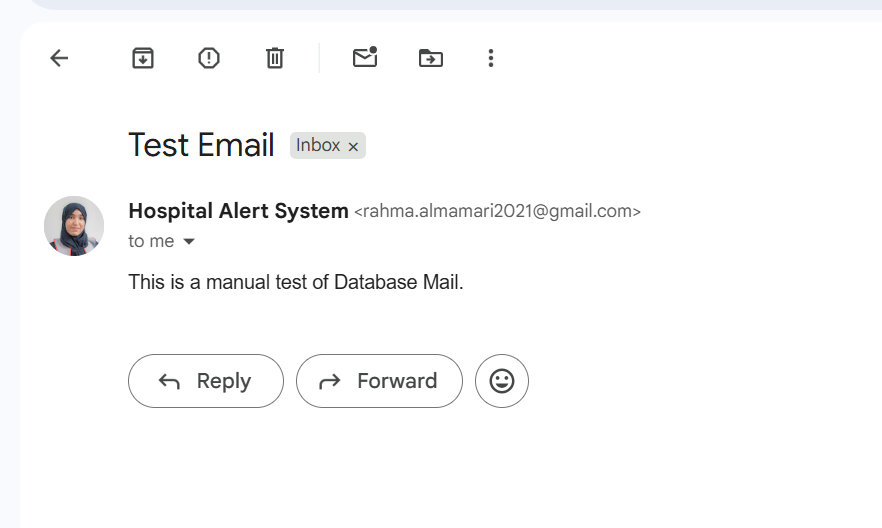 Test Email Inbox ×
Hospital Alert System <rahma.almamari2021@gmail.com>
to me
This is a manual test of Database Mail.
Reply Forward